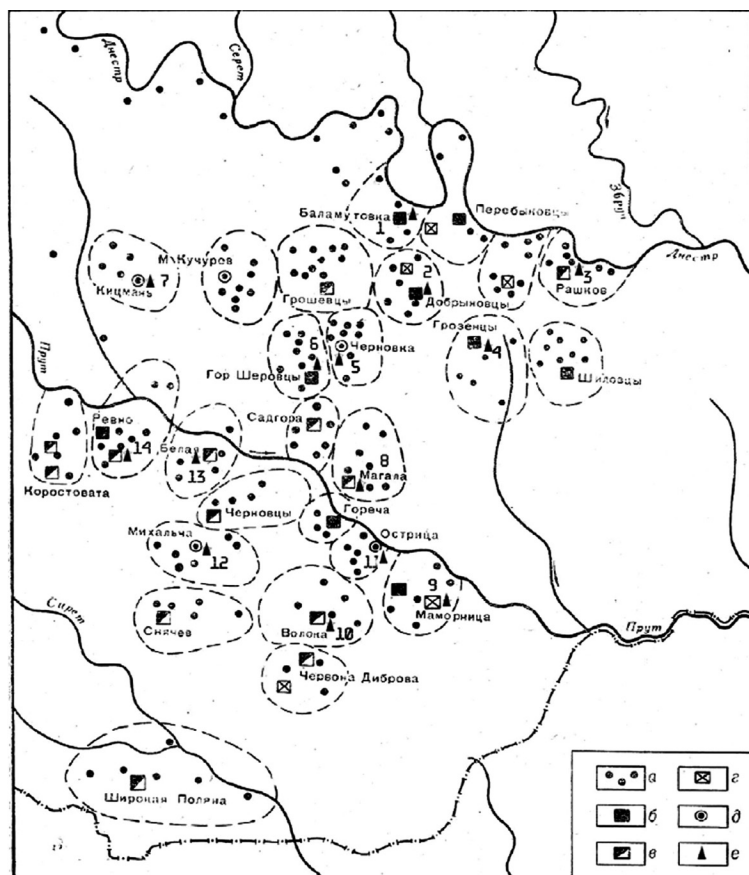 Днестр
Серет
Збруч
Баламутовка
1
Перебыковцы
Днестр
М. Кучуров
Кицмань
7
Грошевцы
2
Добрыновцы
3
Рашков
Грозенцы
4
6
Черновка
5
Гор Шеровцы
Шиловцы
Прут
Ревно
14
Садгора
Белая
13
8
Магала
Коростовата
Черновцы
Гореча
Михальча
12
Острица
11
9
Маморница
Сирет
Снячев
Волока
10
Прут
Червона Диброва
Широкая Поляна
а
г
б
д
в
е